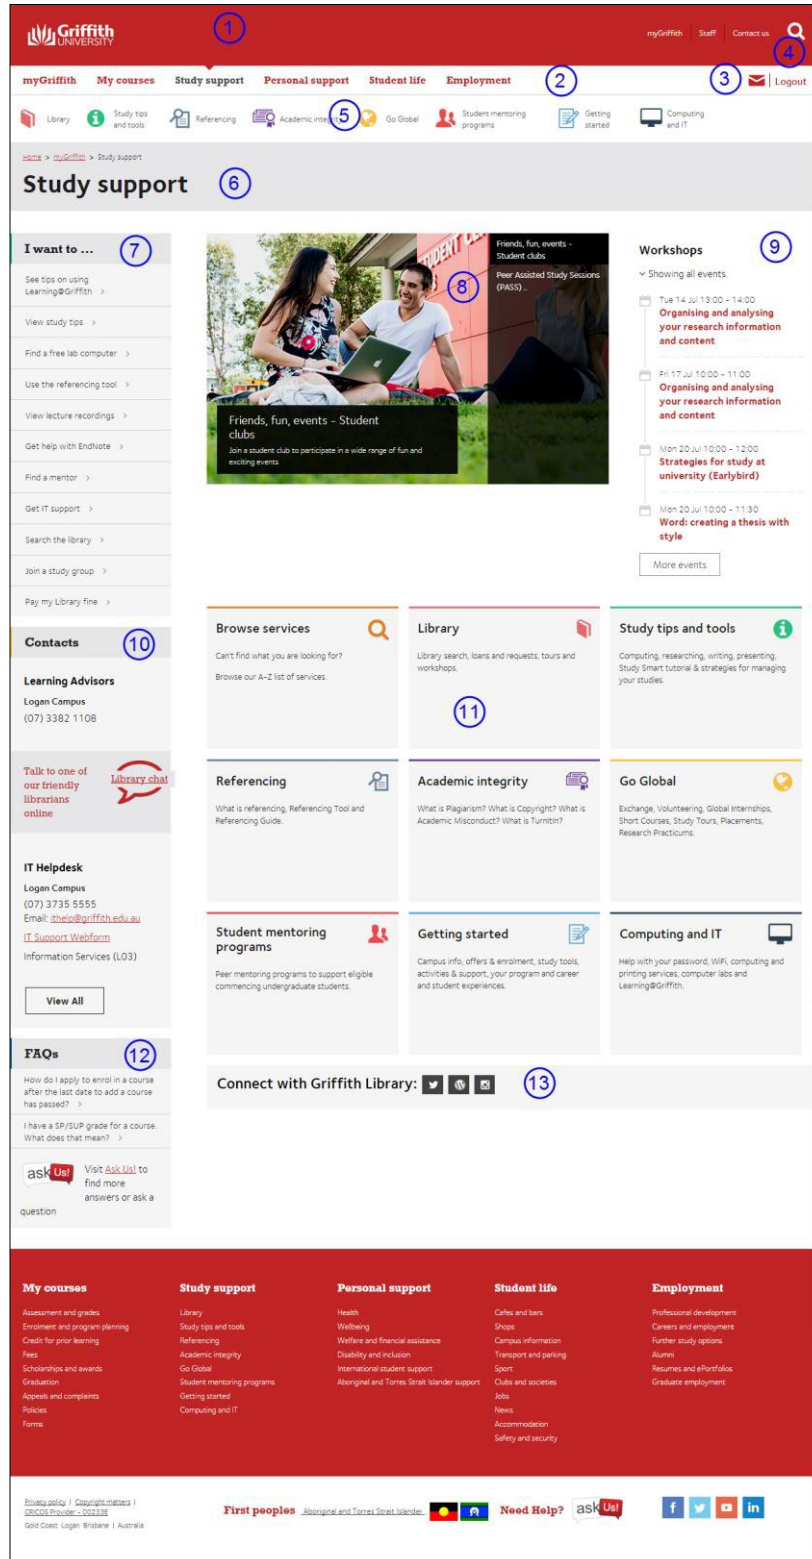 Griffith
UNIVERSITY
1
myGriffith
Staff
Contact us
4
myGriffith
My courses
Study support
Personal support
Student life
Employment
2
3
Logout
Library
Study tips
and tools
Referencing
Academic integrity
5
Go Global
Student mentoring
programs
Getting
started
Computing
and IT
Home > myGriffith > Study support
Study support
6
I want to ...
7
See tips on using
Learning@Griffith >
View study tips >
Find a free lab computer >
Use the referencing tool >
View lecture recordings >
Get help with EndNote >
Find a mentor >
Get IT support >
Search the library >
Join a study group >
Pay my Library fine >
STUDENT CL
STUDENT
8
Friends, fun, events – Student
clubs
Join a student club to participate in a wide range of fun and
exciting events
Friends, fun, events –
Student clubs
Peer Assisted Study Sessions
(PASS) ..
Workshops
9
Showing all events.
Tue 14 Jul 13:00 - 14:00
Organising and analysing
your research information
and content
Fri 17 Jul 10:00 - 11:00
Organising and analysing
your research information
and content
Mon 20 Jul 10:00 - 12:00
Strategies for study at
university (Earlybird)
Mon 20 Jul 10:00 - 11:30
Word: creating a thesis with
style
More events
Contacts
10
Learning Advisors
Logan Campus
(07) 3382 1108
Talk to one of
our friendly
librarians
online
Library chat
IT Helpdesk
Logan Campus
(07) 3735 5555
Email: ithelp@griffith.edu.au
IT Support Webform
Information Services (L03)
View All
Browse services
Can't find what you are looking for?
Browse our A-Z list of services.
Library
Library search, loans and requests, tours and
workshops.
11
Study tips and tools
Computing, researching, writing, presenting,
Study Smart tutorial & strategies for managing
your studies.
Referencing
What is referencing, Referencing Tool and
Referencing Guide.
Academic integrity
What is Plagiarism? What is Copyright? What is
Academic Misconduct? What is TurnItIn?
Go Global
Exchange, Volunteering, Global Internships,
Short Courses, Study Tours, Placements,
Research Practicums.
Student mentoring
programs
Peer mentoring programs to support eligible
commencing undergraduate students.
Getting started
Campus info, offers & enrolment, study tools,
activities & support, your program and career
and student experiences.
Computing and IT
Help with your password, WiFi, computing and
printing services, computer labs and
Learning@Griffith.
FAQs
12
How do I apply to enrol in a course
after the last date to add a course
has passed? >
I have a SP/SUP grade for a course.
What does that mean? >
ask Us!
Visit Ask Us! to
find more
answers or ask a
question
Connect with Griffith Library:
13
My courses
Assessment and grades
Enrolment and program planning
Credit for prior learning
Fees
Scholarships and awards
Graduation
Appeals and complaints
Policies
Forms
Study support
Library
Study tips and tools
Referencing
Academic integrity
Go Global
Student mentoring programs
Getting started
Computing and IT
Personal support
Health
Wellbeing
Welfare and financial assistance
Disability and inclusion
International student support
Aboriginal and Torres Strait Islander support
Student life
Cafes and bars
Shops
Campus information
Transport and parking
Sport
Clubs and societies
Jobs
News
Accommodation
Safety and security
Employment
Professional development
Careers and employment
Further study options
Alumni
Resumes and ePortfolios
Graduate employment
Privacy policy | Copyright matters |
CRICOS Provider - 00233E
Gold Coast Logan Brisbane | Australia
First peoples
Aboriginal and Torres Strait Islander
Need Help?
ask Us!